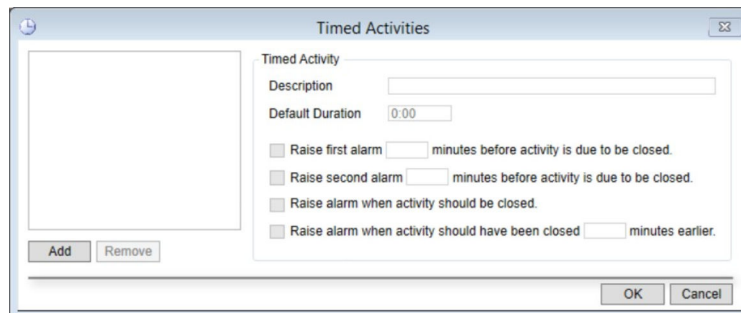 Timed Activities
Timed Activity
Description
Default Duration 0:00
Raise first alarm minutes before activity is due to be closed.
Raise second alarm minutes before activity is due to be closed.
Raise alarm when activity should be closed.
Raise alarm when activity should have been closed minutes earlier.
Add Remove
OK Cancel